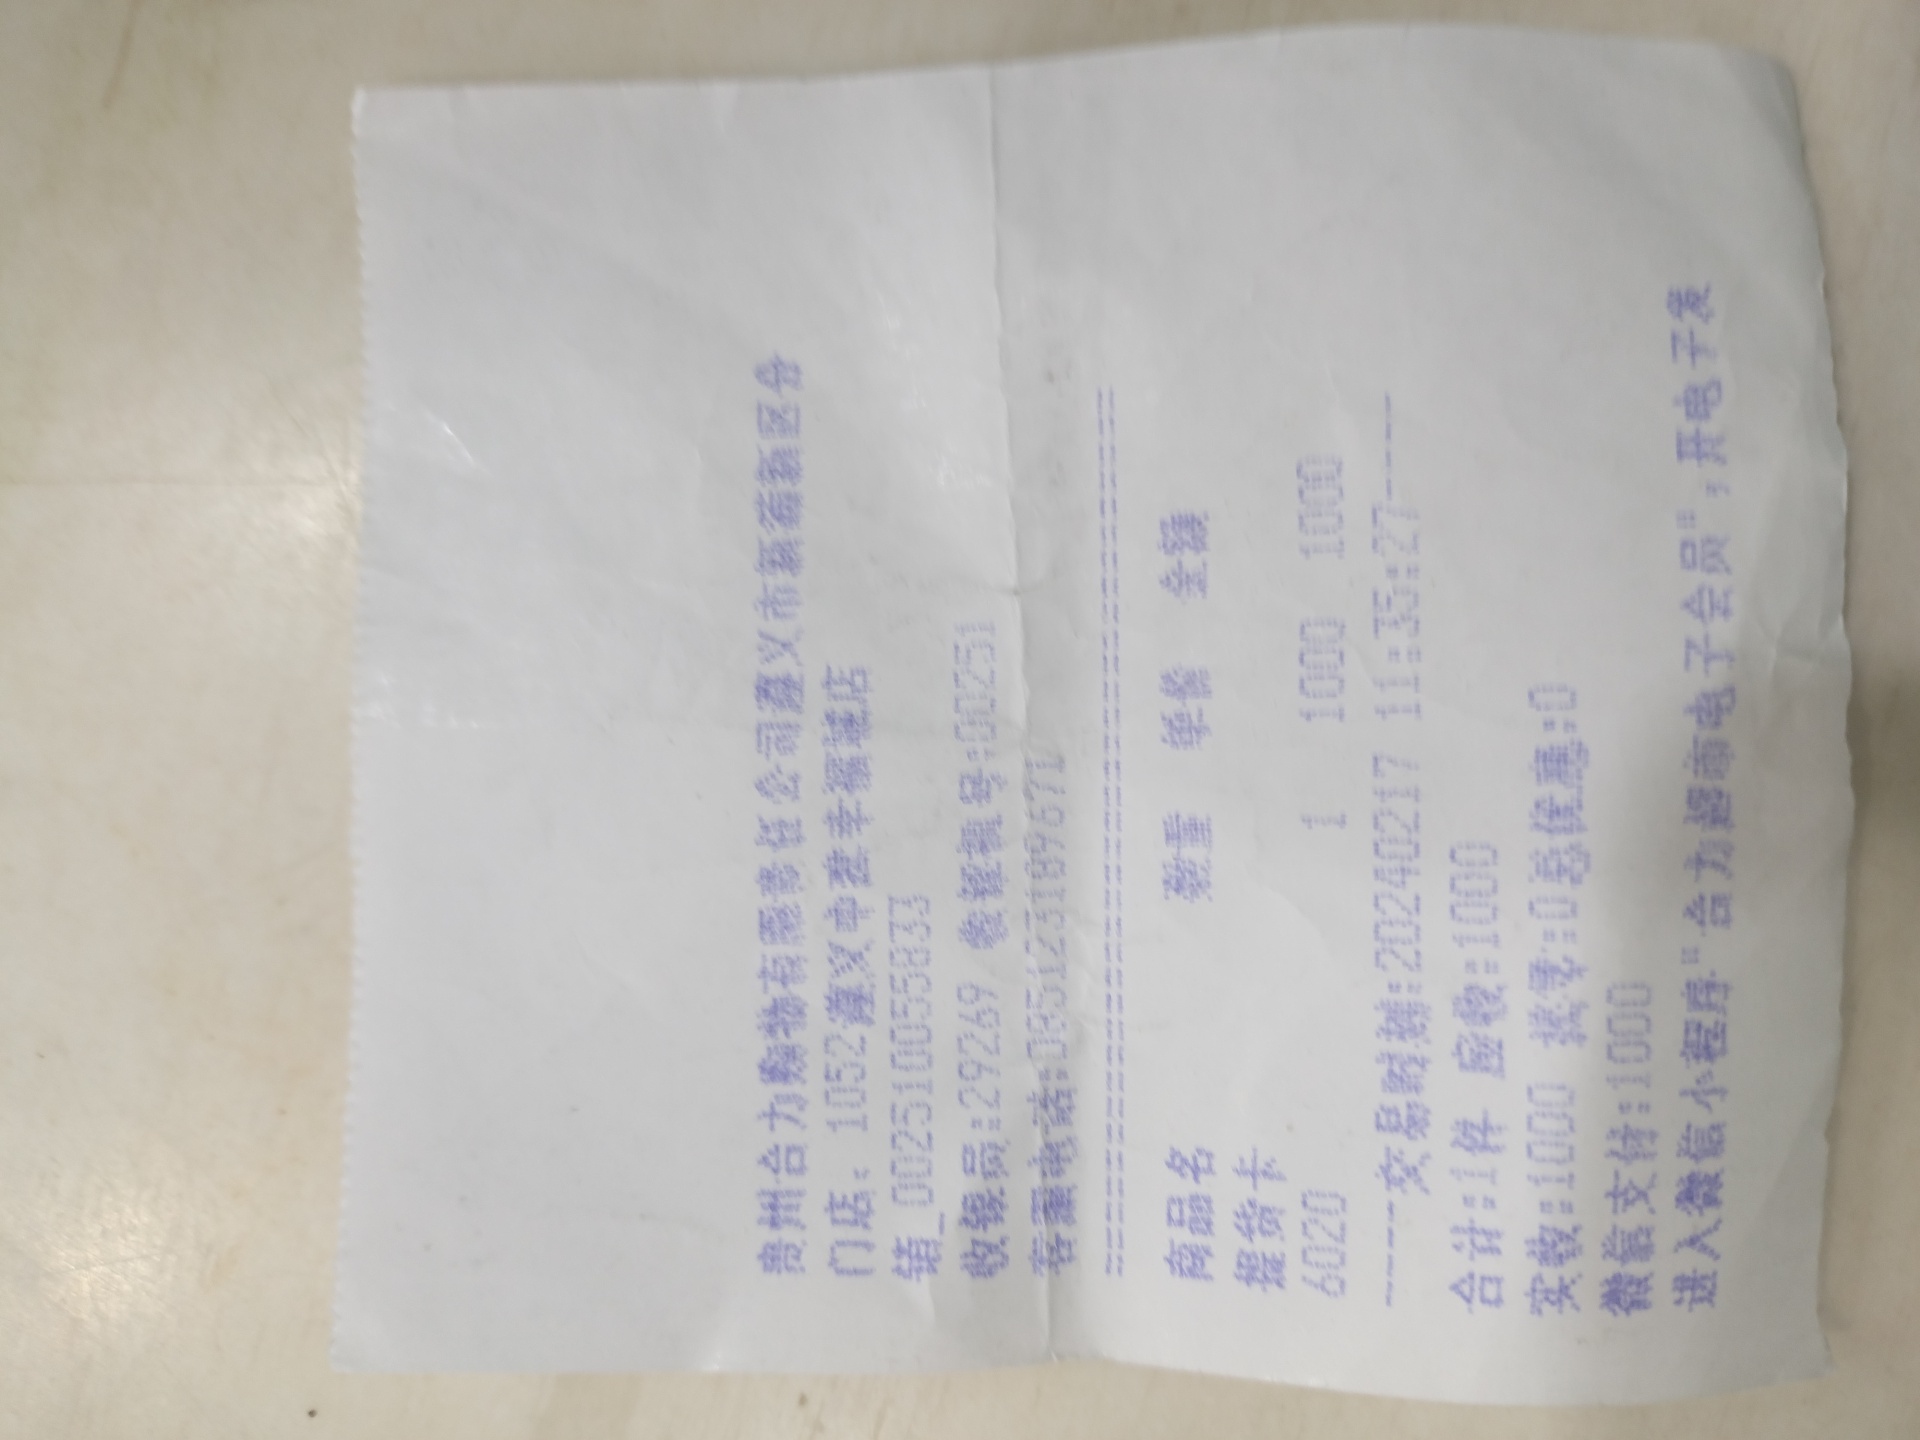 贵州合力购物有限责任公司遵义市新蒲新区分
门店: 1052遵义中建幸福城店
销_002510055833
收银员:29269 收银机号:00251
客服电话:085123189671
==========================================
商品名 数量 单价 金额
提货卡
6020 1 1000 1000
----交易时间:20240217 11:35:27----
合计:1件 应收:1000
实收:1000 找零:0总优惠:0
微信支付:1000
进入微信小程序"合力超市电子会员",开电子发